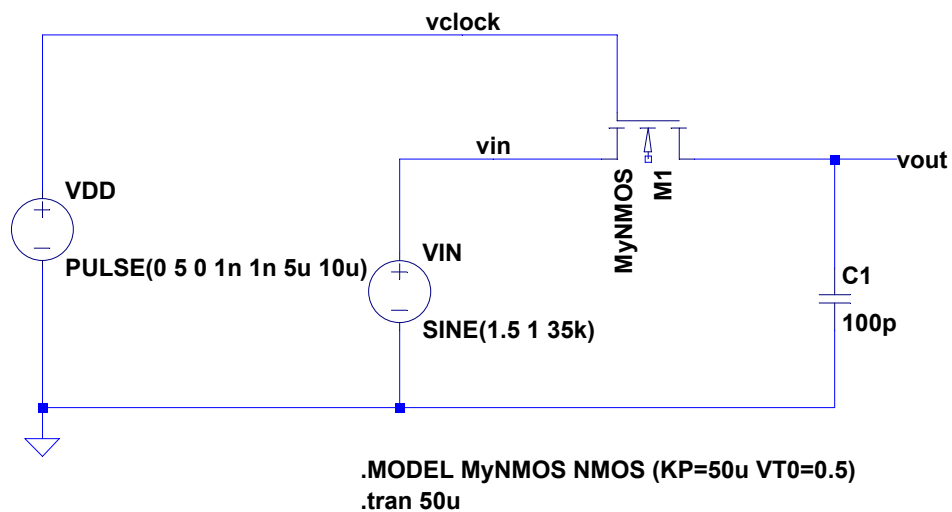 vclock
vin
vout
VDD
PULSE(0 5 0 1n 1n 5u 10u)
VIN
SINE(1.5 1 35k)
MyNMOS
M1
C1
100p
.MODEL MyNMOS NMOS (KP=50u VT0=0.5)
.tran 50u